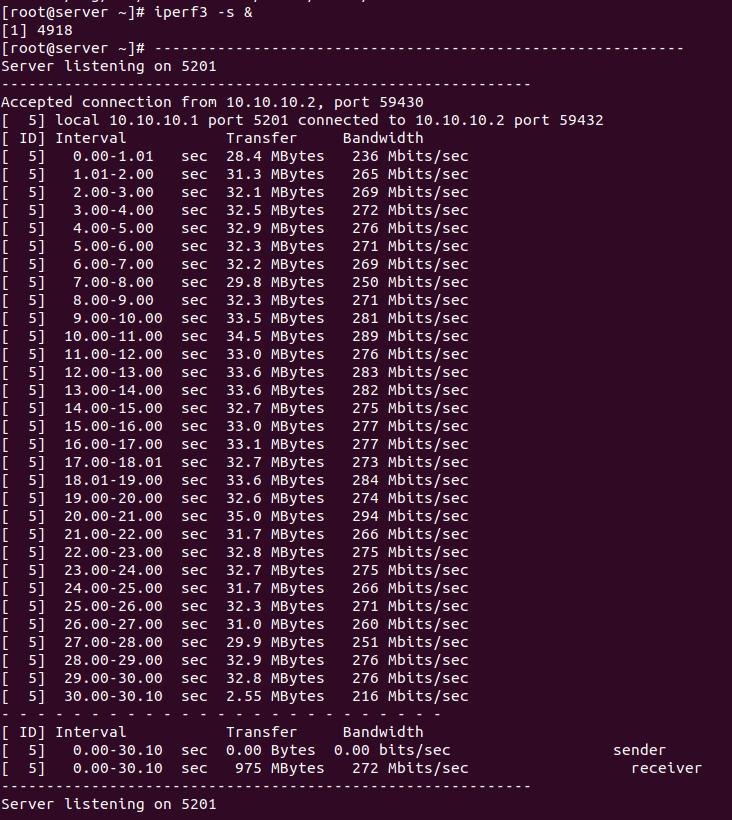 [root@server ~]# iperf3 -s &
[1] 4918
[root@server ~]# -----------------------------------------------------------
Server listening on 5201
-----------------------------------------------------------
Accepted connection from 10.10.10.2, port 59430
[  5] local 10.10.10.1 port 5201 connected to 10.10.10.2 port 59432
[ ID] Interval           Transfer     Bandwidth
[  5]   0.00-1.01   sec  28.4 MBytes   236 Mbits/sec
[  5]   1.01-2.00   sec  31.3 MBytes   265 Mbits/sec
[  5]   2.00-3.00   sec  32.1 MBytes   269 Mbits/sec
[  5]   3.00-4.00   sec  32.5 MBytes   272 Mbits/sec
[  5]   4.00-5.00   sec  32.9 MBytes   276 Mbits/sec
[  5]   5.00-6.00   sec  32.3 MBytes   271 Mbits/sec
[  5]   6.00-7.00   sec  32.2 MBytes   269 Mbits/sec
[  5]   7.00-8.00   sec  29.8 MBytes   250 Mbits/sec
[  5]   8.00-9.00   sec  32.3 MBytes   271 Mbits/sec
[  5]   9.00-10.00  sec  33.5 MBytes   281 Mbits/sec
[  5]  10.00-11.00  sec  34.5 MBytes   289 Mbits/sec
[  5]  11.00-12.00  sec  33.0 MBytes   276 Mbits/sec
[  5]  12.00-13.00  sec  33.6 MBytes   283 Mbits/sec
[  5]  13.00-14.00  sec  33.6 MBytes   282 Mbits/sec
[  5]  14.00-15.00  sec  32.7 MBytes   275 Mbits/sec
[  5]  15.00-16.00  sec  33.0 MBytes   277 Mbits/sec
[  5]  16.00-17.00  sec  33.1 MBytes   277 Mbits/sec
[  5]  17.00-18.01  sec  32.7 MBytes   273 Mbits/sec
[  5]  18.01-19.00  sec  33.6 MBytes   284 Mbits/sec
[  5]  19.00-20.00  sec  32.6 MBytes   274 Mbits/sec
[  5]  20.00-21.00  sec  35.0 MBytes   294 Mbits/sec
[  5]  21.00-22.00  sec  31.7 MBytes   266 Mbits/sec
[  5]  22.00-23.00  sec  32.8 MBytes   275 Mbits/sec
[  5]  23.00-24.00  sec  32.7 MBytes   275 Mbits/sec
[  5]  24.00-25.00  sec  31.7 MBytes   266 Mbits/sec
[  5]  25.00-26.00  sec  32.3 MBytes   271 Mbits/sec
[  5]  26.00-27.00  sec  31.0 MBytes   260 Mbits/sec
[  5]  27.00-28.00  sec  29.9 MBytes   251 Mbits/sec
[  5]  28.00-29.00  sec  32.9 MBytes   276 Mbits/sec
[  5]  29.00-30.00  sec  32.8 MBytes   276 Mbits/sec
[  5]  30.00-30.10  sec  2.55 MBytes   216 Mbits/sec
- - - - - - - - - - - - - - - - - - - - - - - - -
[ ID] Interval           Transfer     Bandwidth
[  5]   0.00-30.10  sec  0.00 Bytes  0.00 bits/sec                  sender
[  5]   0.00-30.10  sec   975 MBytes   272 Mbits/sec                  receiver
-----------------------------------------------------------
Server listening on 5201